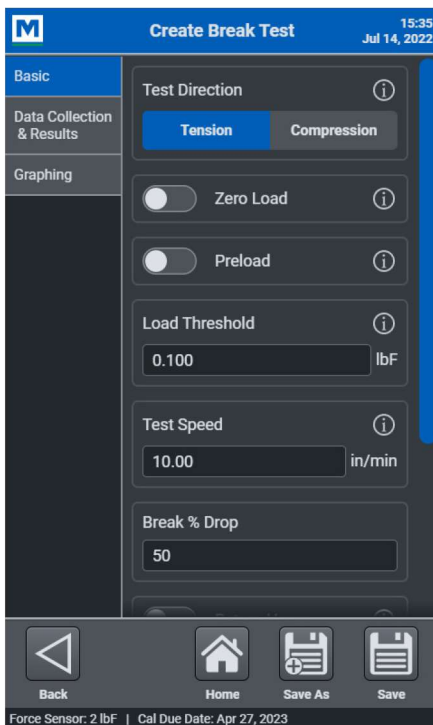 M
Create Break Test
15:35
Jul 14, 2022
Basic
Data Collection
& Results
Graphing
Test Direction
Tension
Compression
Zero Load
Preload
Load Threshold
0.100
lbF
Test Speed
10.00
in/min
Break % Drop
50
Back
Home
Save As
Save
Force Sensor: 2 lbF | Cal Due Date: Apr 27, 2023